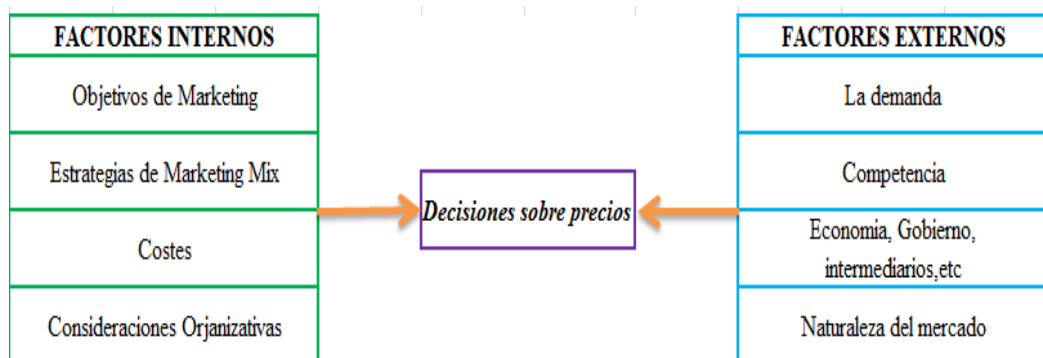 FACTORES INTERNOS
Objetivos de Marketing
Estrategias de Marketing Mix
Costes
Consideraciones Orjanizativas
Decisiones sobre precios
FACTORES EXTERNOS
La demanda
Competencia
Economia, Gobierno,
intermediarios,etc
Naturaleza del mercado